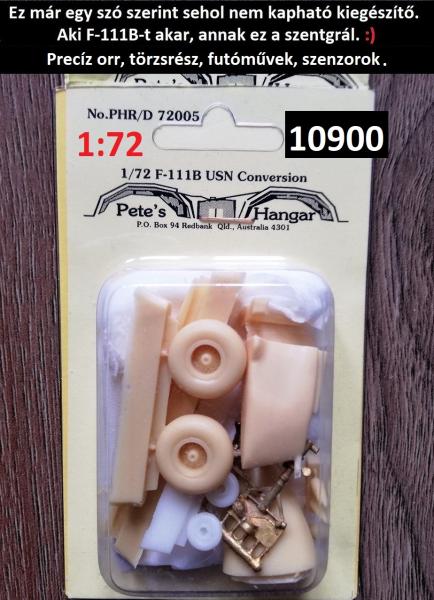 Ez már egy szó szerint sehol nem kapható kiegészítő.
Aki F-111B-t akar, annak ez a szentgrál. :)
Precíz orr, törzsrész, futóművek, szenzorok.
No.PHR/D 72005
1:72
10900
1/72 F-111B USN Conversion
Pete's Hangar
P.O. Box 94 Redbank Qld., Australia 4301